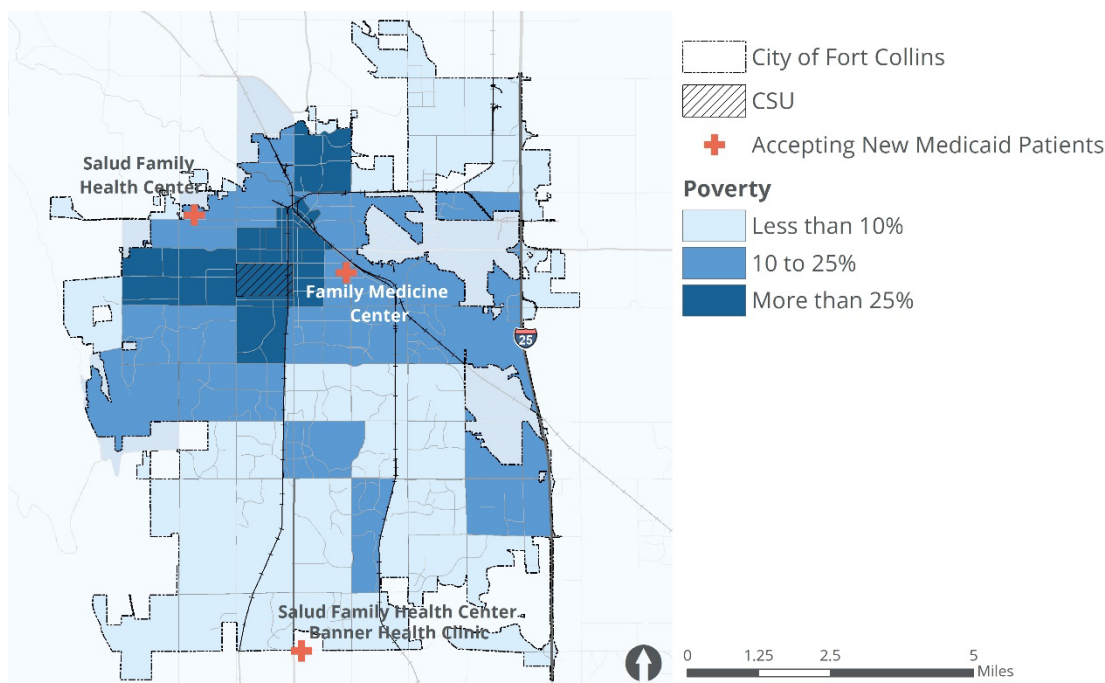 Salud Family
Health Center
Family Medicine
Center
25
Salud Family Health Center
Banner Health Clinic
City of Fort Collins
CSU
Accepting New Medicaid Patients
Poverty
Less than 10%
10 to 25%
More than 25%
0 1.25 2.5 5
Miles